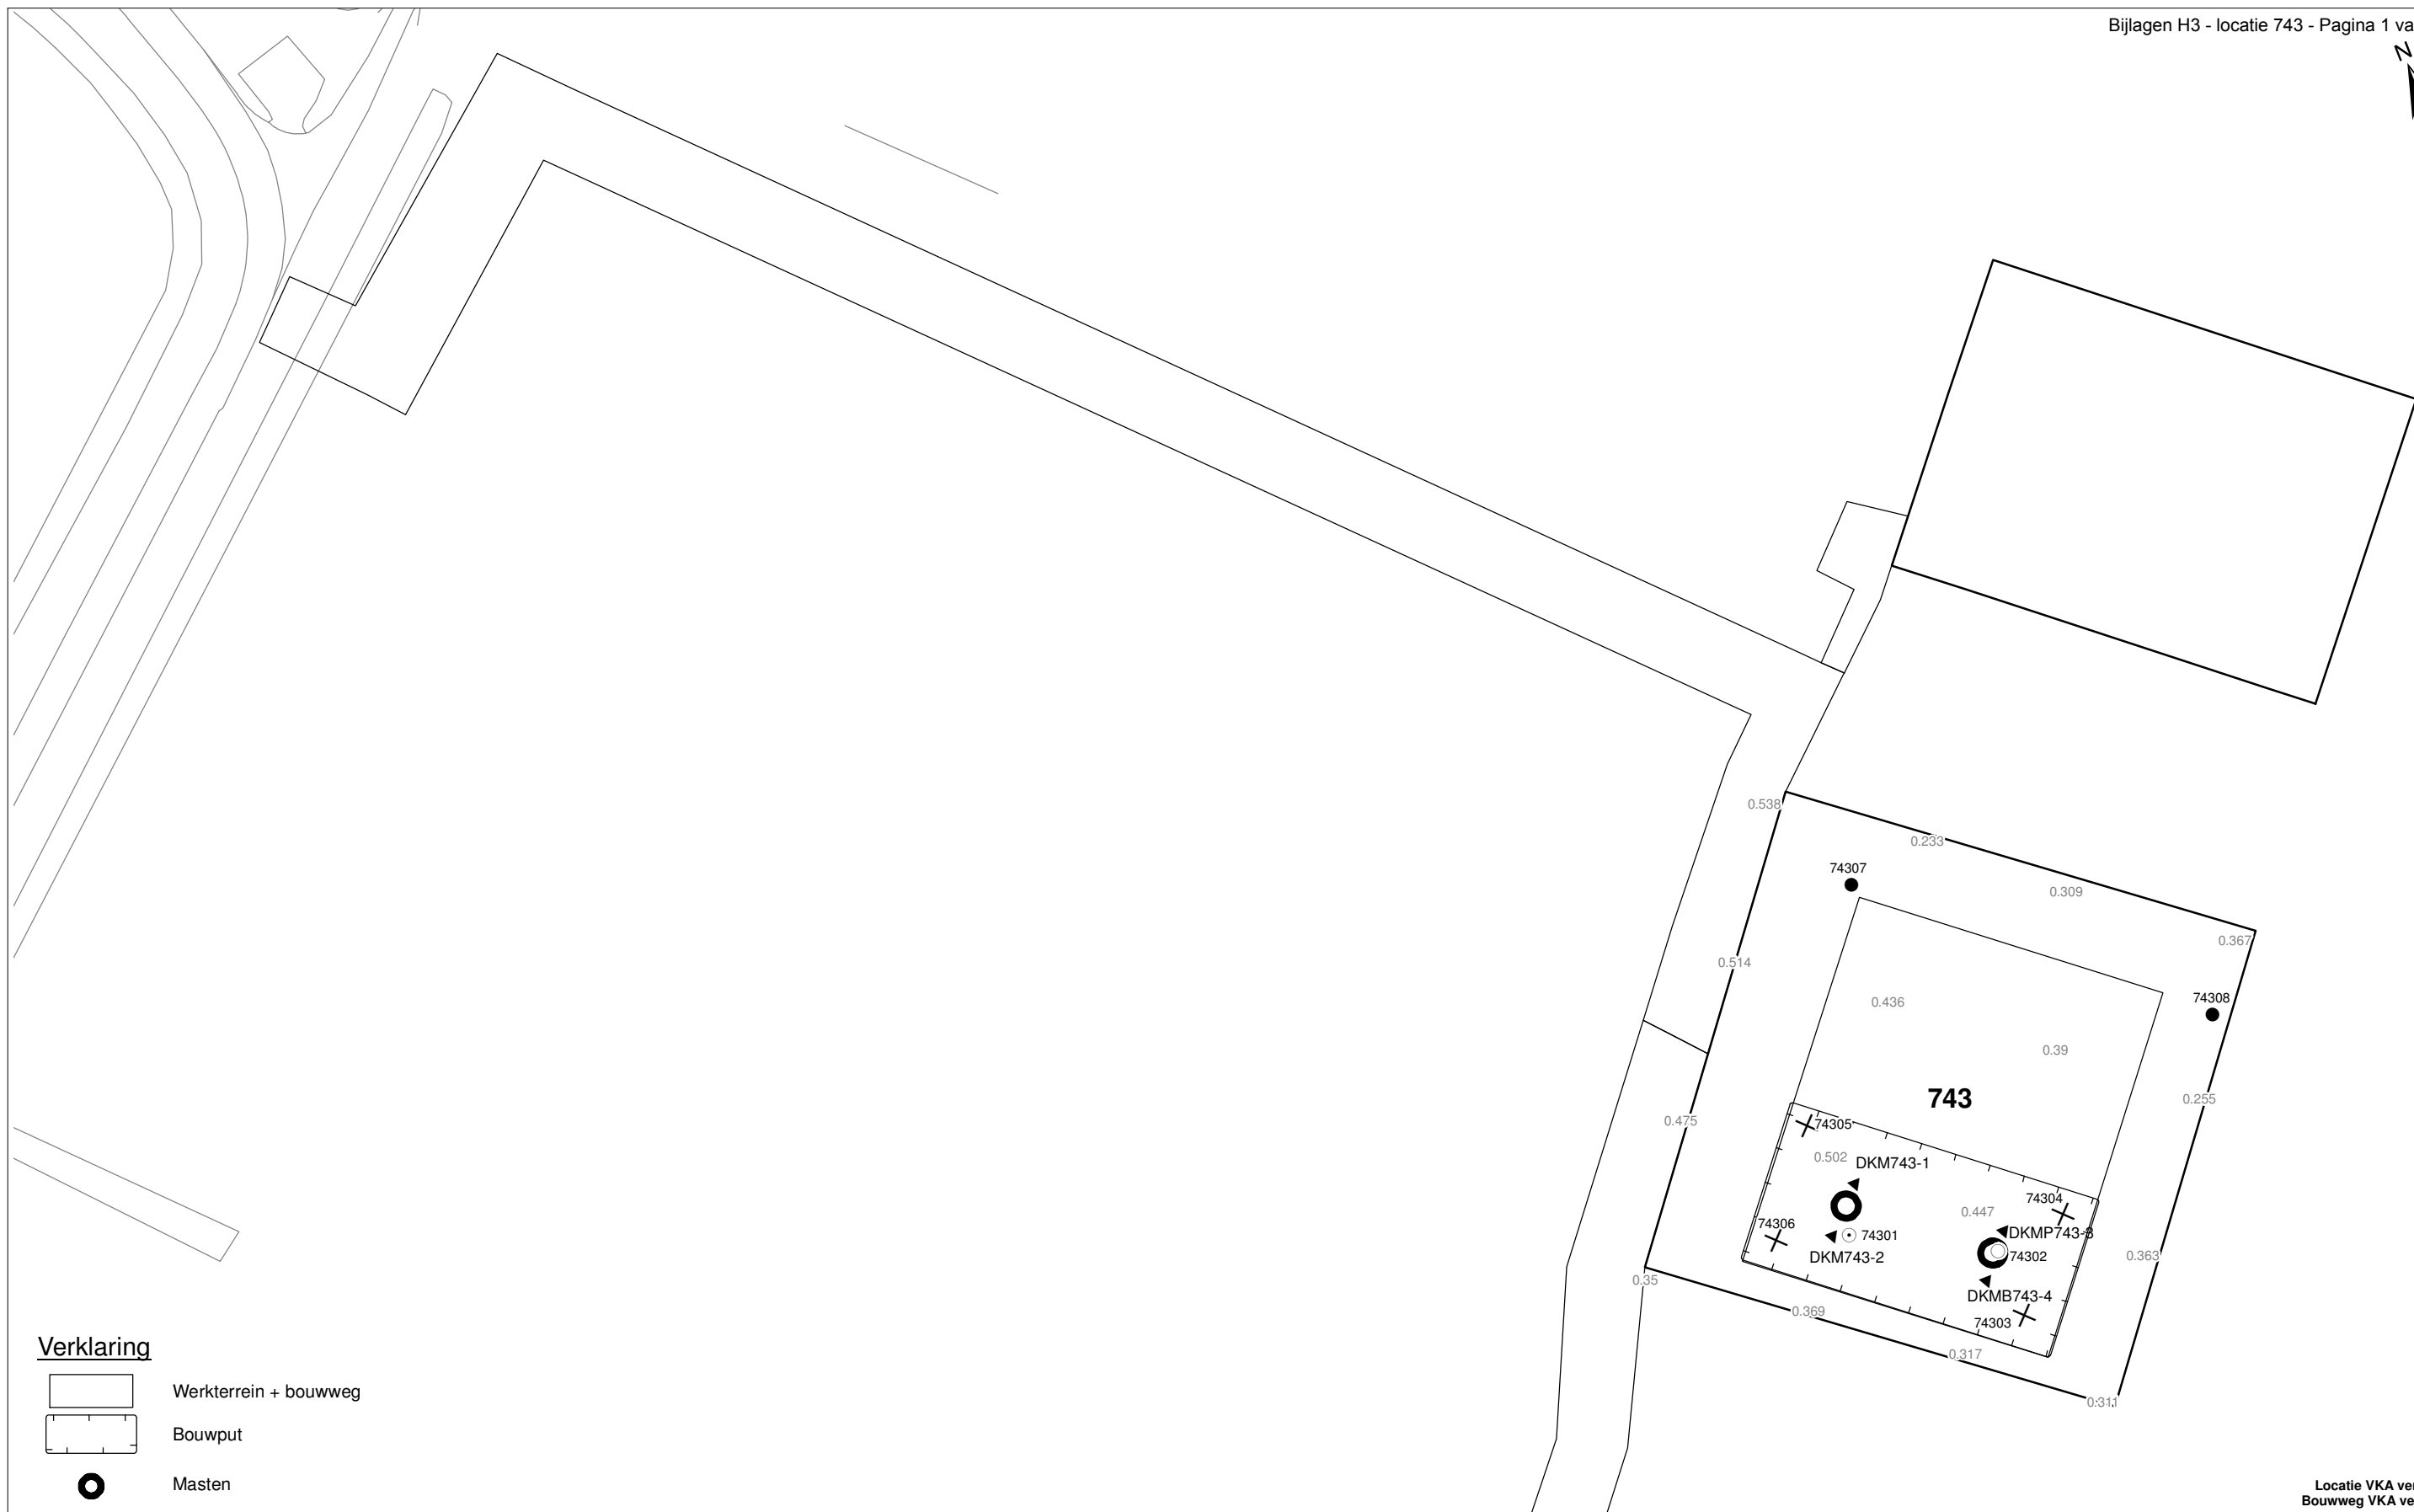 Bijlagen H3 - locatie 743 - Pagina 1 va
N
0.538
0.233
74307
0.309
0.367
0.514
74308
0.436
0.39
743
0.255
0.475
74305
0.502
DKM743-1
74304
0.447
74306
DKMP743-3
74301
74302
DKM743-2
0.363
0.35
DKMB743-4
0.369
74303
0.317
0.311
Verklaring
Werkterrein + bouwweg
Bouwput
Masten
Locatie VKA ver
Bouwweg VKA ve